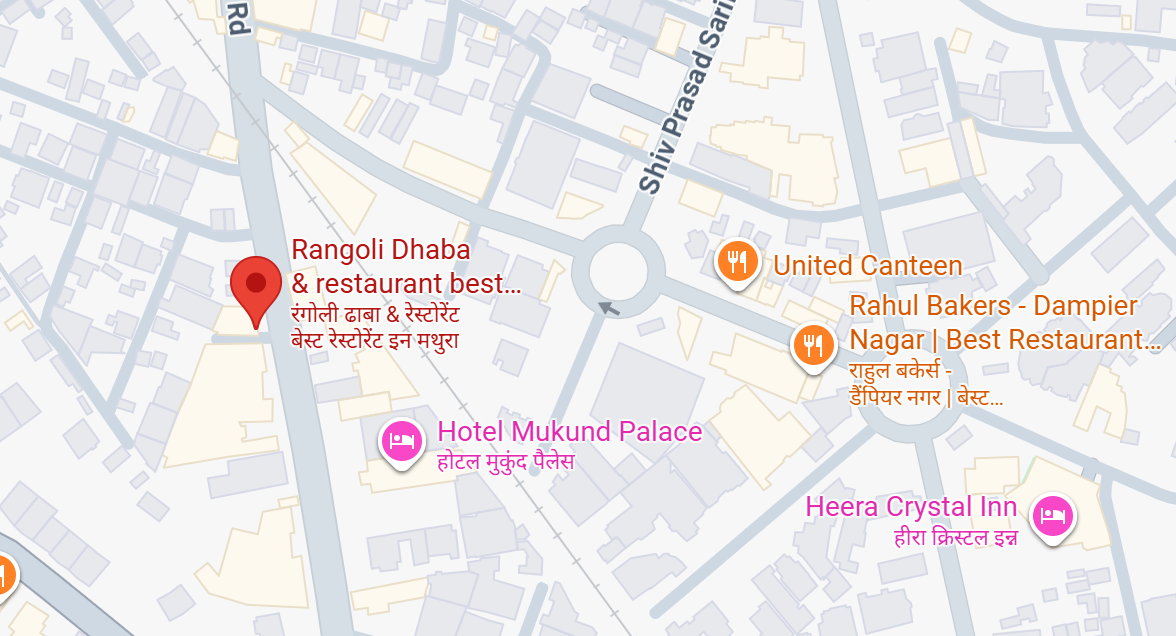 Rd
Shiv Prasad Sari
Rangoli Dhaba
& restaurant best...
रंगोली ढाबा & रेस्टोरेंट
बेस्ट रेस्टोरेंट इन मथुरा
United Canteen
Rahul Bakers - Dampier
Nagar | Best Restaurant...
राहुल बकेर्स -
डैंपियर नगर | बेस्ट...
Hotel Mukund Palace
होटल मुकुंद पैलेस
Heera Crystal Inn
हीरा क्रिस्टल इन्न